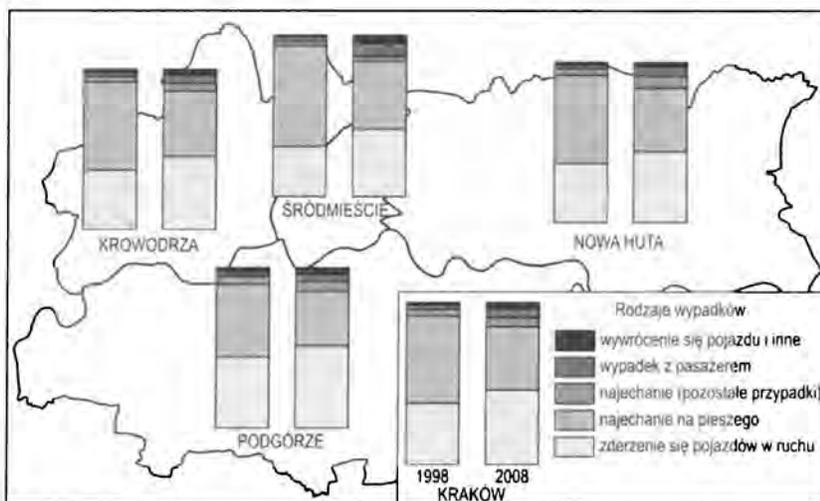 ŚRÓDMIEŚCIE
KROWODRZA
NOWA HUTA
PODGÓRZE
Rodzaje wypadków
wywrócenie się pojazdu i inne
wypadek z pasażerem
najechanie (pozostałe przypadki)
najechanie na pieszego
zderzenie się pojazdów w ruchu
1998 2008
KRAKÓW